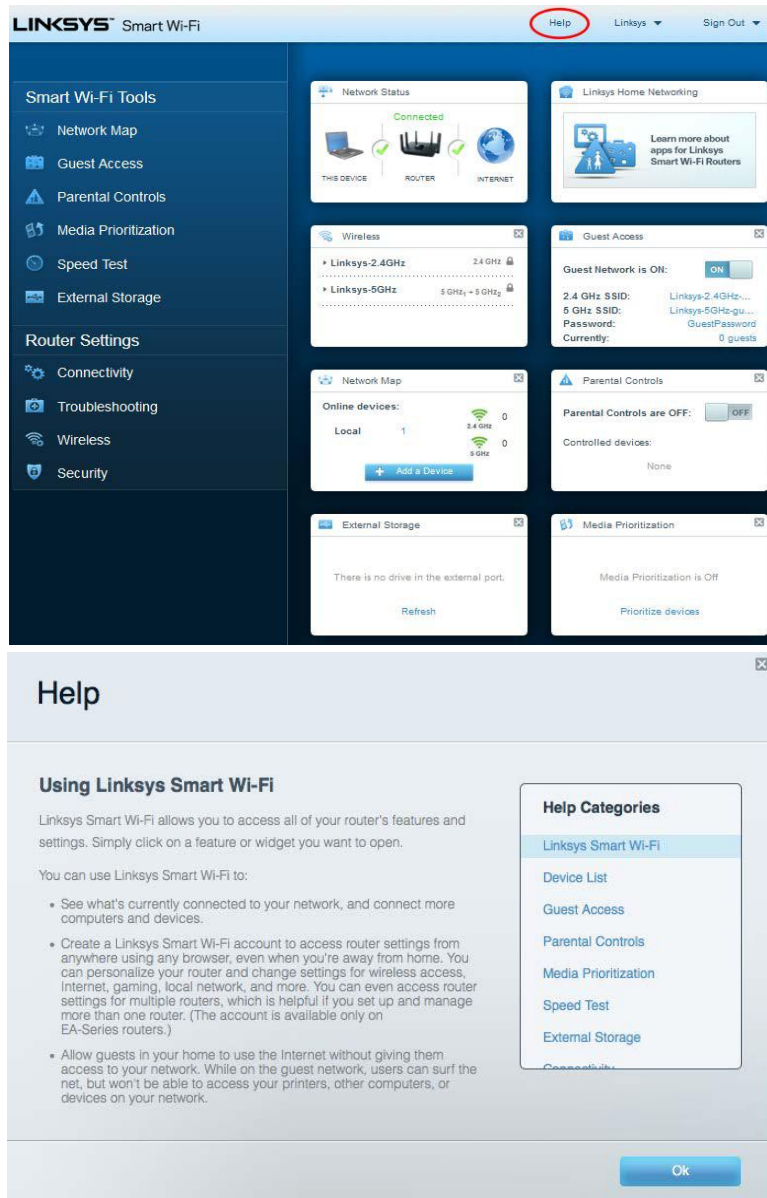 LINKSYS™ Smart Wi-Fi
Help
Linksys
Sign Out
Smart Wi-Fi Tools
Network Map
Guest Access
Parental Controls
Media Prioritization
Speed Test
External Storage
Router Settings
Connectivity
Troubleshooting
Wireless
Security
Network Status
Connected
THIS DEVICE ROUTER INTERNET
Linksys Home Networking
Learn more about
apps for Linksys
Smart Wi-Fi Routers
Wireless
Linksys-2.4GHz 2.4 GHz
Linksys-5GHz 5 GHz1 + 5 GHz2
Guest Access
Guest Network is ON: ON
2.4 GHz SSID: Linksys-2.4GHz-...
5 GHz SSID: Linksys-5GHz-gu...
Password: GuestPassword
Currently: 0 guests
Network Map
Online devices:
Local 1
0
2.4 GHz
0
5 GHz
+ Add a Device
Parental Controls
Parental Controls are OFF: OFF
Controlled devices:
None
External Storage
There is no drive in the external port.
Refresh
Media Prioritization
Media Prioritization is Off
Prioritize devices
Help
Using Linksys Smart Wi-Fi
Linksys Smart Wi-Fi allows you to access all of your router's features and
settings. Simply click on a feature or widget you want to open.
You can use Linksys Smart Wi-Fi to:
• See what's currently connected to your network, and connect more
computers and devices.
• Create a Linksys Smart Wi-Fi account to access router settings from
anywhere using any browser, even when you're away from home. You
can personalize your router and change settings for wireless access,
Internet, gaming, local network, and more. You can even access router
settings for multiple routers, which is helpful if you set up and manage
more than one router. (The account is available only on
EA-Series routers.)
• Allow guests in your home to use the Internet without giving them
access to your network. While on the guest network, users can surf the
net, but won't be able to access your printers, other computers, or
devices on your network.
Help Categories
Linksys Smart Wi-Fi
Device List
Guest Access
Parental Controls
Media Prioritization
Speed Test
External Storage
Connectivity
Ok